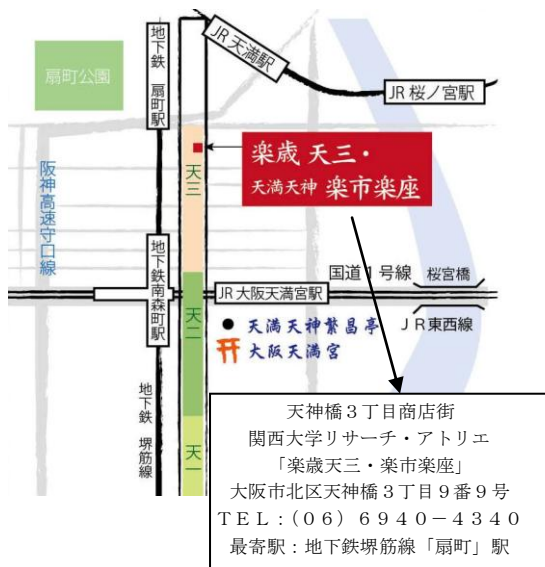 JR天満駅
地下鉄 扇町駅
扇町公園
JR桜ノ宮駅
楽歳 天三・
天満天神 楽市楽座
天三
阪神高速守口線
地下鉄南森町駅
国道1号線
桜宮橋
JR大阪天満宮駅
JR東西線
天二
天満天神繁昌亭
大阪天満宮
地下鉄 堺筋線
天一
天神橋3丁目商店街
関西大学リサーチ・アトリエ
「楽歳天三・楽市楽座」
大阪市北区天神橋3丁目9番9号
TEL:(06)6940-4340
最寄駅:地下鉄堺筋線「扇町」駅